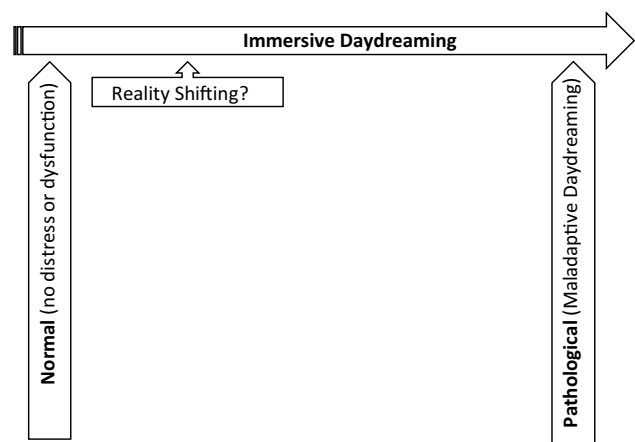 Immersive Daydreaming
Reality Shifting?
Normal (no distress or dysfunction)
Pathological (Maladaptive Daydreaming)